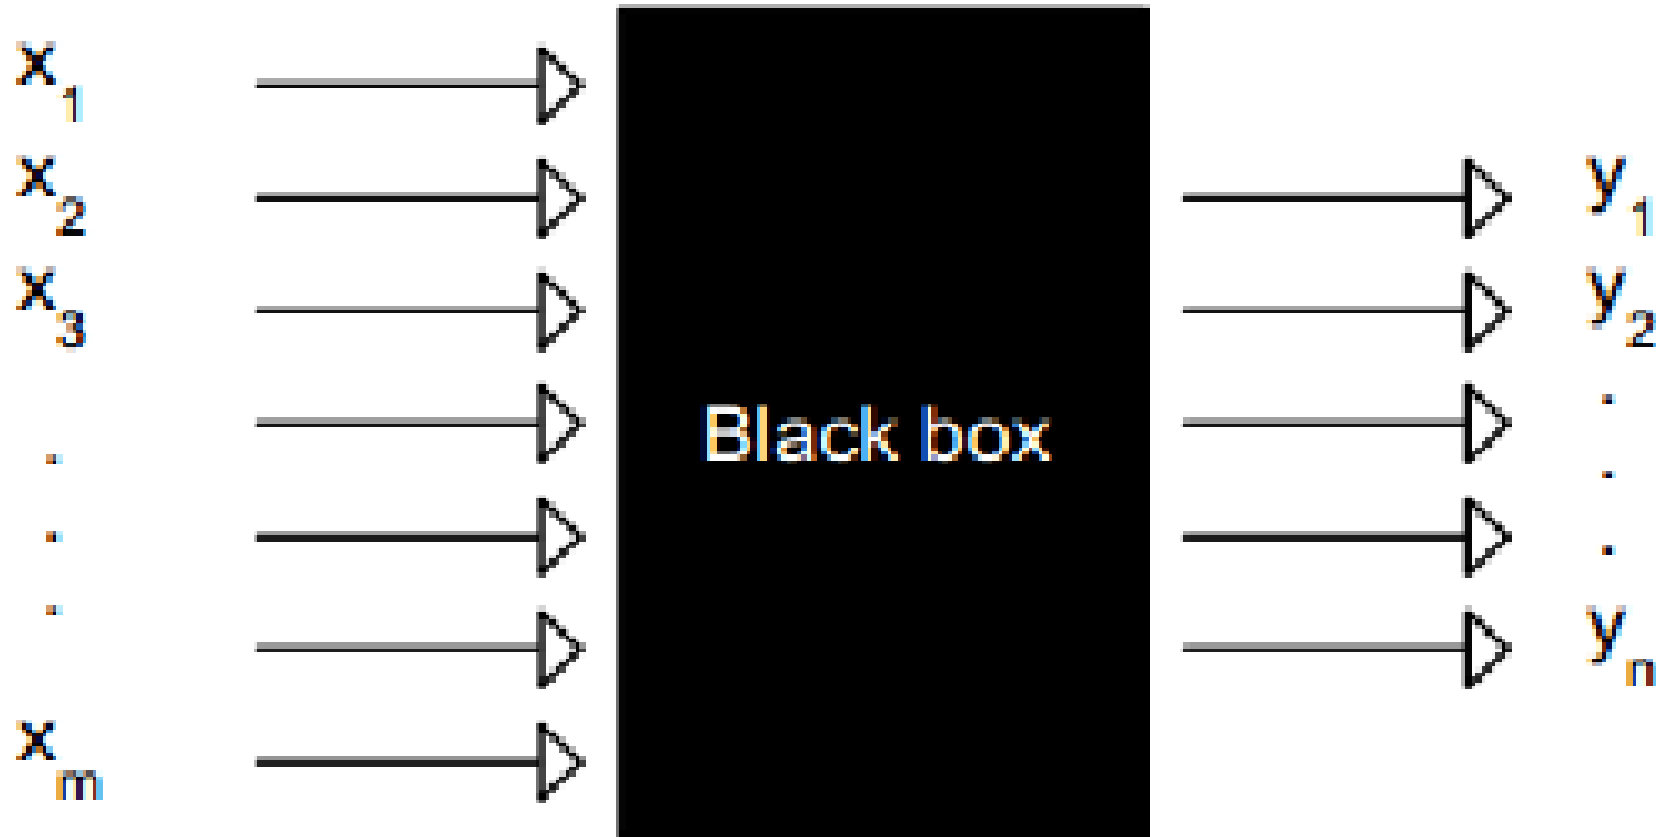 x1
x2
x3
.
.
.
xm
Black box
y1
y2
.
.
.
yn